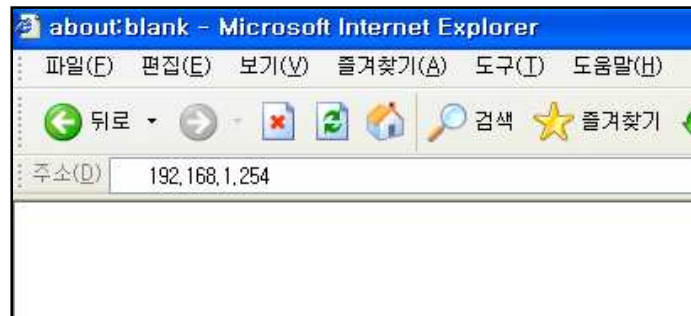 about:blank - Microsoft Internet Explorer
파일(F) 편집(E) 보기(V) 즐겨찾기(A) 도구(T) 도움말(H)
뒤로 검색 즐겨찾기
주소(D) 192,168,1,254